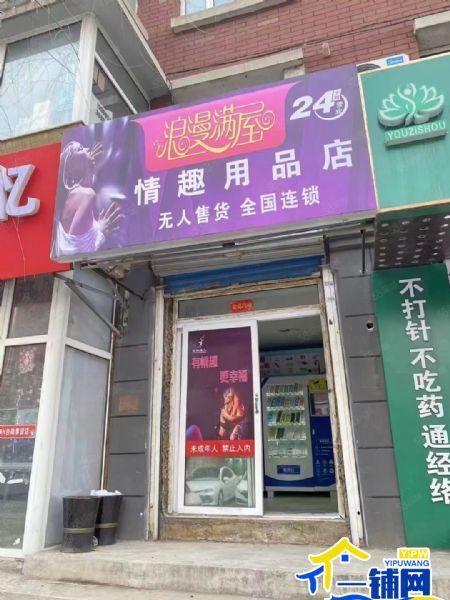 浪漫满屋
24
情趣用品店
无人售货 全国连锁
YOUZISHOU
忆
有情趣
更幸福
未成年人 禁止入内
不打针 不吃药 通经络
YIPW
YIPUWANG
一铺网